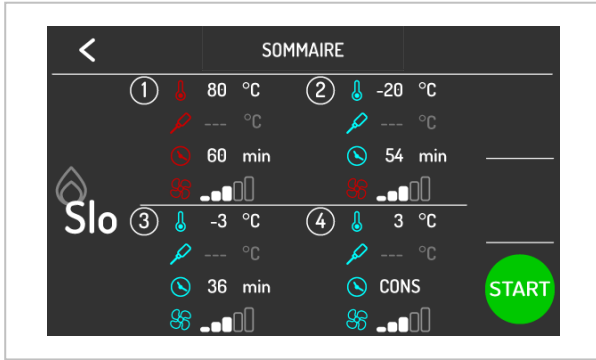 SOMMAIRE
1 80 °C 2 -20 °C
--- °C --- °C
60 min 54 min
Slo
3 -3 °C 4 3 °C
--- °C --- °C
36 min CONS
START